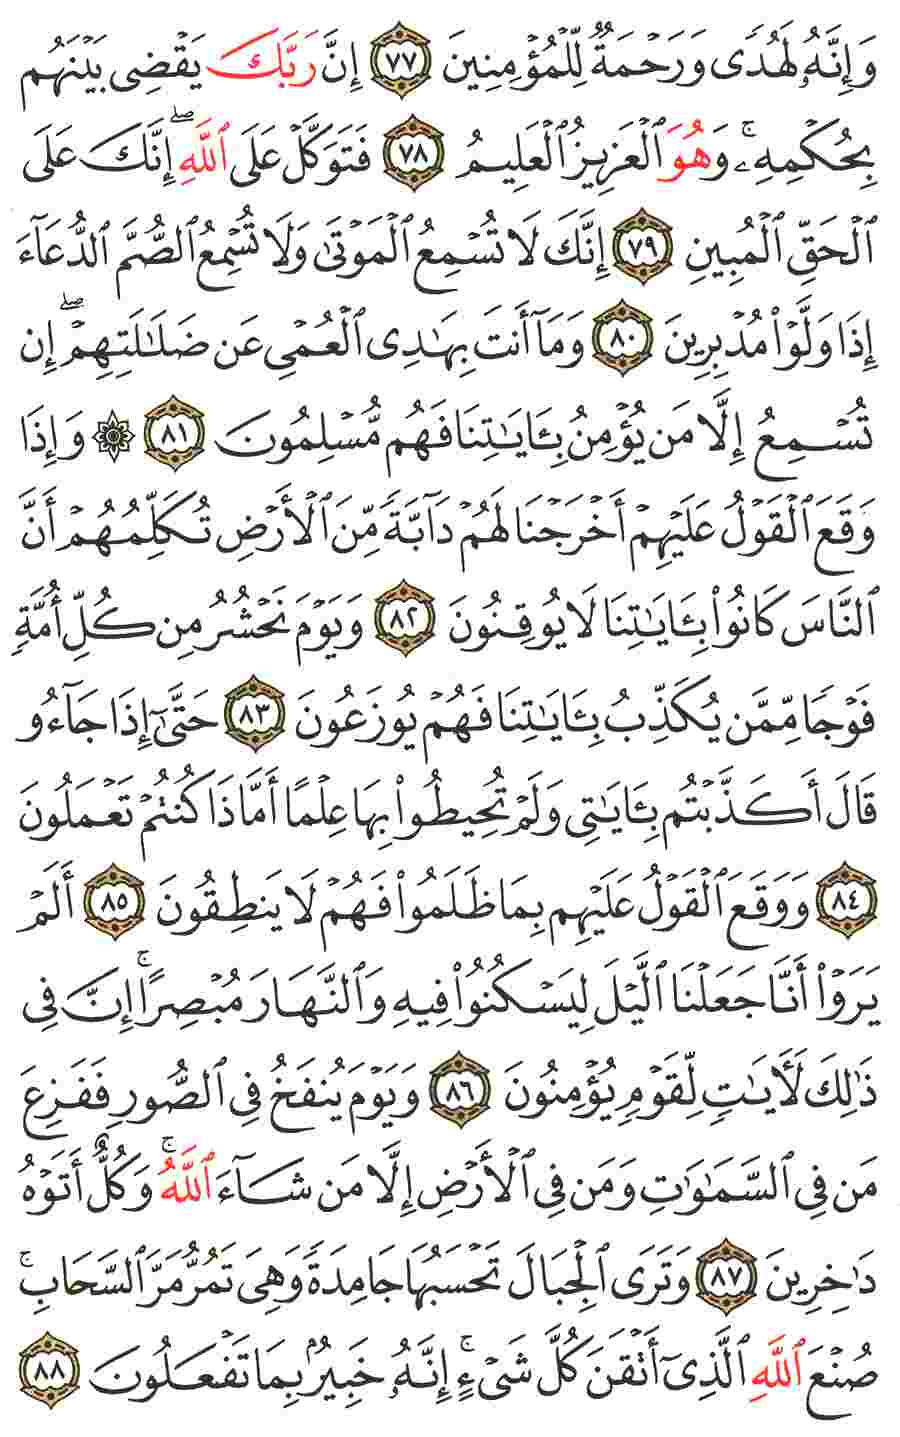 وَإِنَّهُۥ لَهُدًى وَرَحْمَةٌ لِّلْمُؤْمِنِينَ ٧٧ إِنَّ رَبَّكَ يَقْضِى بَيْنَهُم
بِحُكْمِهِۦ ۚ وَهُوَ ٱلْعَزِيزُ ٱلْعَلِيمُ ٧٨ فَتَوَكَّلْ عَلَى ٱللَّهِ ۖ إِنَّكَ عَلَى
ٱلْحَقِّ ٱلْمُبِينِ ٧٩ إِنَّكَ لَا تُسْمِعُ ٱلْمَوْتَىٰ وَلَا تُسْمِعُ ٱلصُّمَّ ٱلدُّعَآءَ
إِذَا وَلَّوْا۟ مُدْبِرِينَ ٨٠ وَمَآ أَنتَ بِهَـٰدِى ٱلْعُمْىِ عَن ضَلَـٰلَتِهِمْ ۖ إِن
تُسْمِعُ إِلَّا مَن يُؤْمِنُ بِـَٔايَـٰتِنَا فَهُم مُّسْلِمُونَ ٨١ ۞ وَإِذَا
وَقَعَ ٱلْقَوْلُ عَلَيْهِمْ أَخْرَجْنَا لَهُمْ دَآبَّةً مِّنَ ٱلْأَرْضِ تُكَلِّمُهُمْ أَنَّ
ٱلنَّاسَ كَانُوا۟ بِـَٔايَـٰتِنَا لَا يُوقِنُونَ ٨٢ وَيَوْمَ نَحْشُرُ مِن كُلِّ أُمَّةٍ
فَوْجًا مِّمَّن يُكَذِّبُ بِـَٔايَـٰتِنَا فَهُمْ يُوزَعُونَ ٨٣ حَتَّىٰٓ إِذَا جَآءُو
قَالَ أَكَذَّبْتُم بِـَٔايَـٰتِى وَلَمْ تُحِيطُوا۟ بِهَا عِلْمًا أَمَّاذَا كُنتُمْ تَعْمَلُونَ
٨٤ وَوَقَعَ ٱلْقَوْلُ عَلَيْهِم بِمَا ظَلَمُوا۟ فَهُمْ لَا يَنطِقُونَ ٨٥ أَلَمْ
يَرَوْا۟ أَنَّا جَعَلْنَا ٱلَّيْلَ لِيَسْكُنُوا۟ فِيهِ وَٱلنَّهَارَ مُبْصِرًا ۚ إِنَّ فِى
ذَٰلِكَ لَـَٔايَـٰتٍ لِّقَوْمٍ يُؤْمِنُونَ ٨٦ وَيَوْمَ يُنفَخُ فِى ٱلصُّورِ فَفَزِعَ
مَن فِى ٱلسَّمَـٰوَٰتِ وَمَن فِى ٱلْأَرْضِ إِلَّا مَن شَآءَ ٱللَّهُ ۚ وَكُلٌّ أَتَوْهُ
دَٰخِرِينَ ٨٧ وَتَرَى ٱلْجِبَالَ تَحْسَبُهَا جَامِدَةً وَهِىَ تَمُرُّ مَرَّ ٱلسَّحَابِ ۚ
صُنْعَ ٱللَّهِ ٱلَّذِىٓ أَتْقَنَ كُلَّ شَىْءٍ ۚ إِنَّهُۥ خَبِيرٌۢ بِمَا تَفْعَلُونَ ٨٨